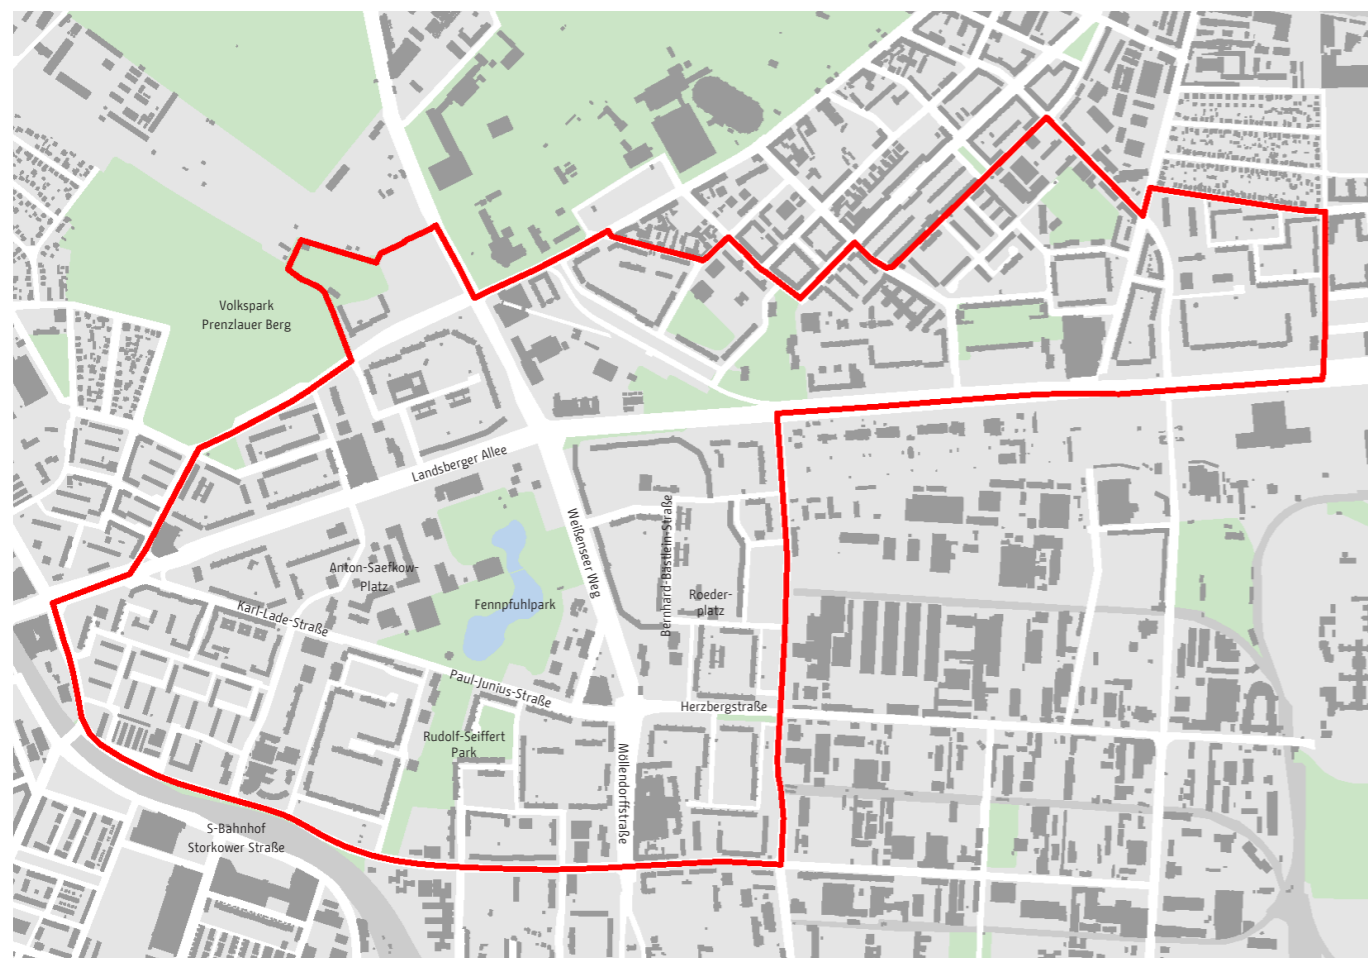 Volkspark
Prenzlauer Berg
Landsberger Allee
Weißenseer Weg
Bernhard-Bästlein-Straße
Anton-Saefkow-
Platz
Fennpfuhlpark
Roeder-
platz
Karl-Lade-Straße
Paul-Junius-Straße
Herzbergstraße
Rudolf-Seiffert
Park
Möllendorffstraße
S-Bahnhof
Storkower Straße